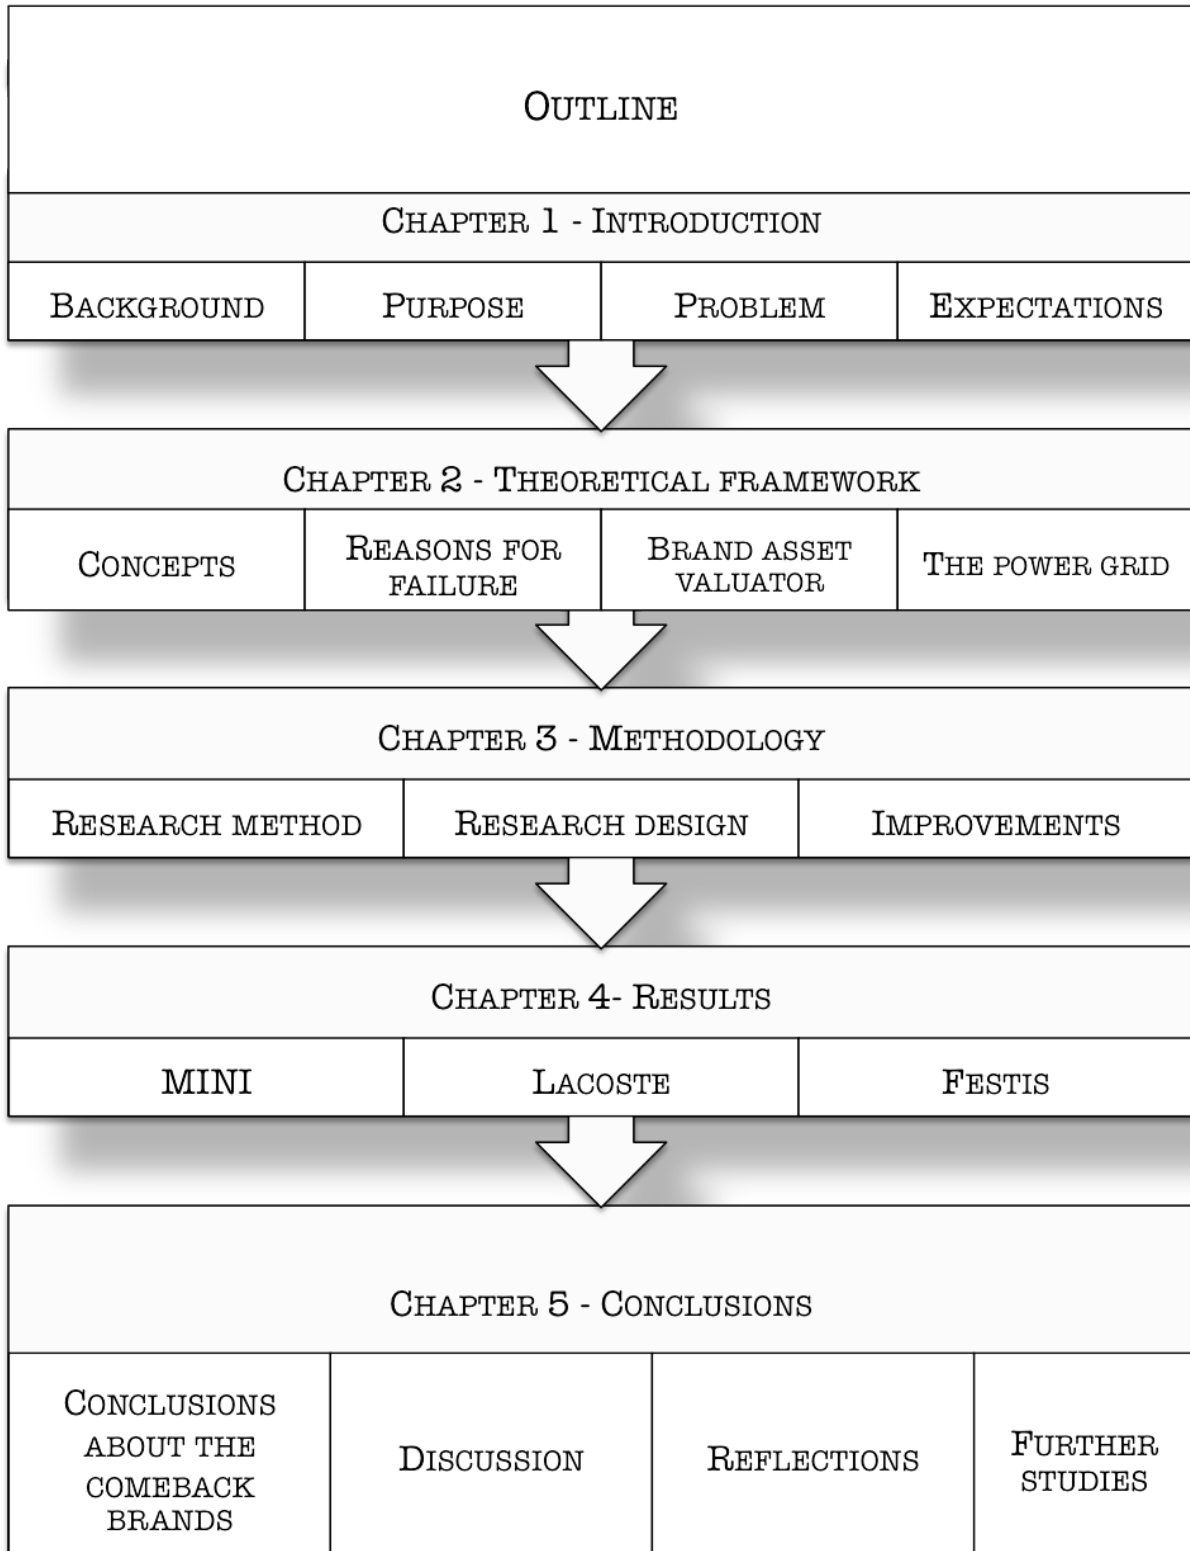 OUTLINE
CHAPTER 1 - INTRODUCTION
BACKGROUND
PURPOSE
PROBLEM
EXPECTATIONS
CHAPTER 2 - THEORETICAL FRAMEWORK
CONCEPTS
REASONS FOR
FAILURE
BRAND ASSET
VALUATOR
THE POWER GRID
CHAPTER 3 - METHODOLOGY
RESEARCH METHOD
RESEARCH DESIGN
IMPROVEMENTS
CHAPTER 4- RESULTS
MINI
LACOSTE
FESTIS
CHAPTER 5 - CONCLUSIONS
CONCLUSIONS
ABOUT THE
COMEBACK
BRANDS
DISCUSSION
REFLECTIONS
FURTHER
STUDIES